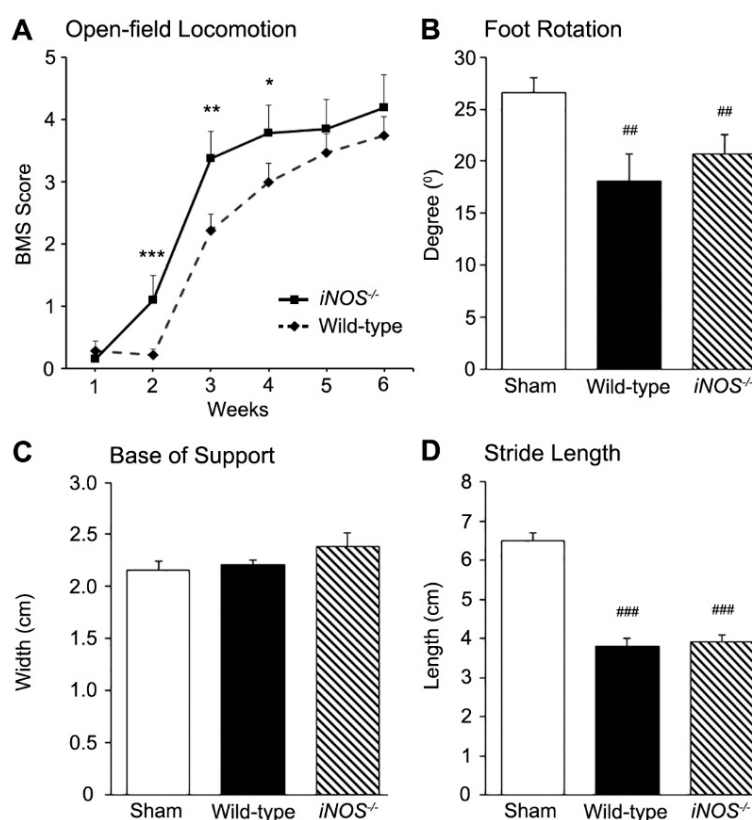 A Open-field Locomotion
5
4
3
2
1
0
BMS Score
***
**
*
iNOS-/-
Wild-type
1 2 3 4 5 6
Weeks
B Foot Rotation
30
25
20
15
10
5
0
Degree (⁰)
##
##
Sham Wild-type iNOS-/-
C Base of Support
3.0
2.5
2.0
1.5
1.0
0.5
0
Width (cm)
Sham Wild-type iNOS-/-
D Stride Length
8
7
6
5
4
3
2
1
0
Length (cm)
###
###
Sham Wild-type iNOS-/-